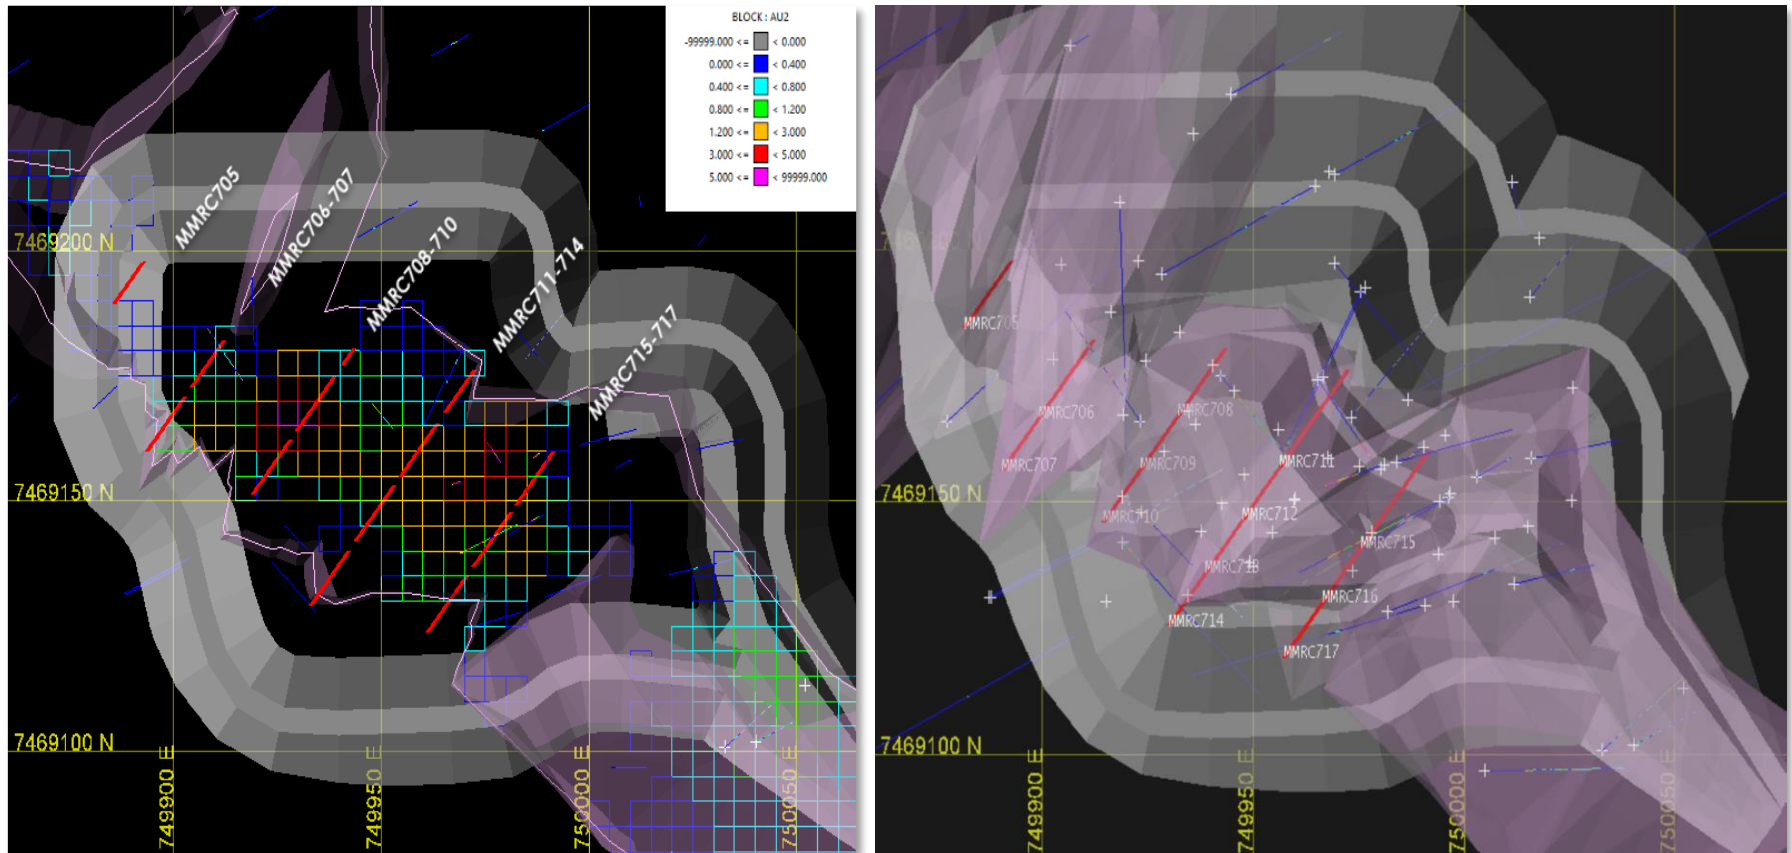 BLOCK : AU2
-99999.000 <= < 0.000
0.000 <= < 0.400
0.400 <= < 0.800
0.800 <= < 1.200
1.200 <= < 3.000
3.000 <= < 5.000
5.000 <= < 99999.000
MMRC705
MMRC706-707
MMRC708-710
MMRC711-714
MMRC715-717
7469200 N
7469150 N
7469100 N
749900 E
749950 E
750000 E
750050 E
7469200 N
MMRC705
MMRC706
MMRC708
MMRC707
MMRC709
MMRC711
7469150 N
MMRC710
MMRC712
MMRC715
MMRC713
MMRC716
MMRC714
MMRC717
7469100 N
749900 E
749950 E
750000 E
750050 E